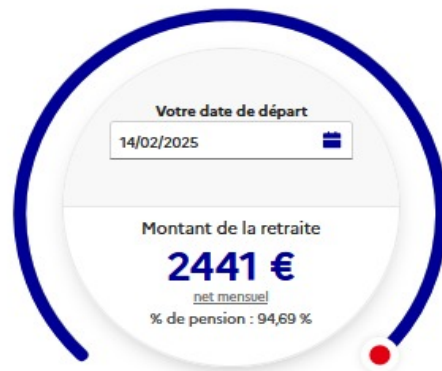 Votre date de départ
14/02/2025
Montant de la retraite
2441 €
net mensuel
% de pension : 94,69 %